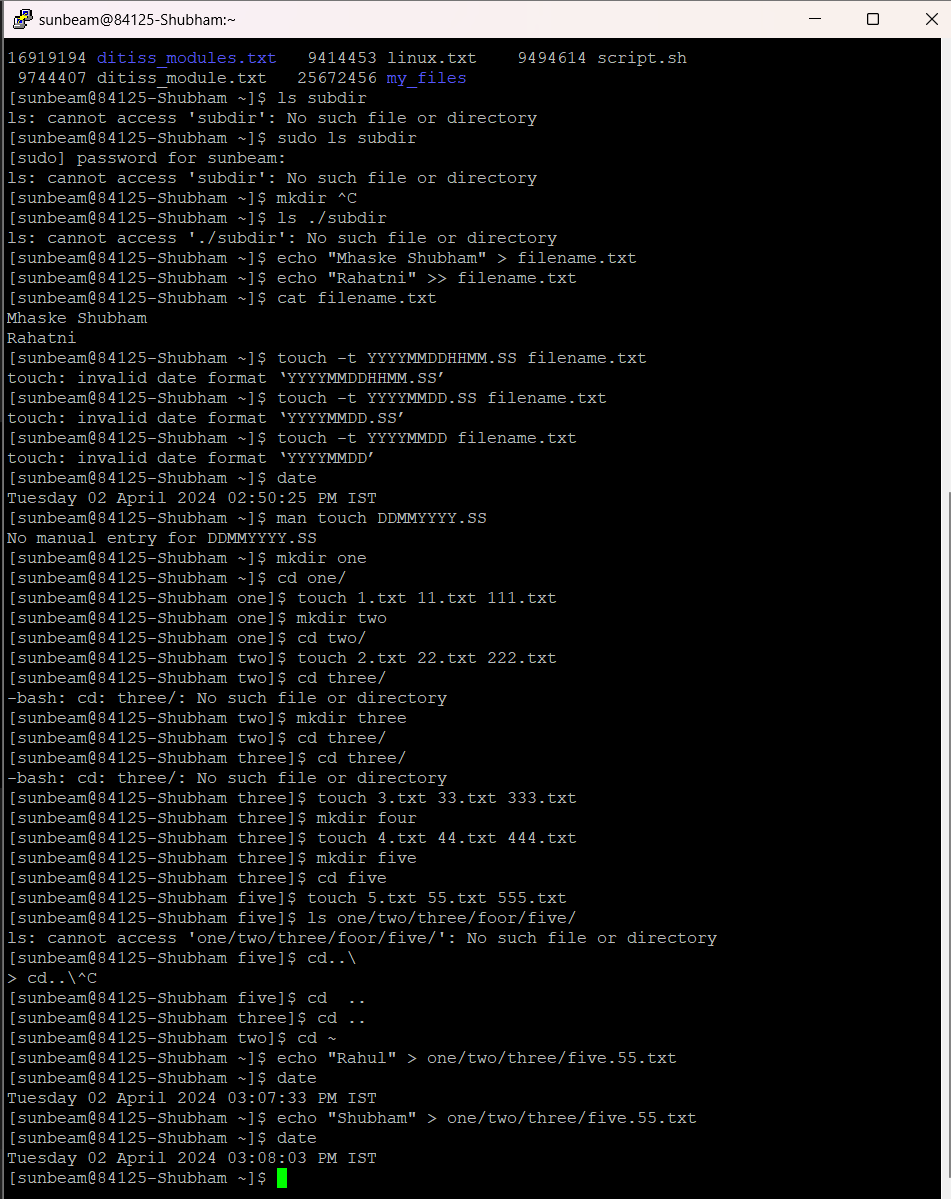 sunbeam@84125-Shubham:~
16919194 ditiss_modules.txt   9414453 linux.txt    9494614 script.sh
 9744407 ditiss_module.txt   25672456 my_files
[sunbeam@84125-Shubham ~]$ ls subdir
ls: cannot access 'subdir': No such file or directory
[sunbeam@84125-Shubham ~]$ sudo ls subdir
[sudo] password for sunbeam:
ls: cannot access 'subdir': No such file or directory
[sunbeam@84125-Shubham ~]$ mkdir ^C
[sunbeam@84125-Shubham ~]$ ls ./subdir
ls: cannot access './subdir': No such file or directory
[sunbeam@84125-Shubham ~]$ echo "Mhaske Shubham" > filename.txt
[sunbeam@84125-Shubham ~]$ echo "Rahatni" >> filename.txt
[sunbeam@84125-Shubham ~]$ cat filename.txt
Mhaske Shubham
Rahatni
[sunbeam@84125-Shubham ~]$ touch -t YYYYMMDDHHMM.SS filename.txt
touch: invalid date format ‘YYYYMMDDHHMM.SS’
[sunbeam@84125-Shubham ~]$ touch -t YYYYMMDD.SS filename.txt
touch: invalid date format ‘YYYYMMDD.SS’
[sunbeam@84125-Shubham ~]$ touch -t YYYYMMDD filename.txt
touch: invalid date format ‘YYYYMMDD’
[sunbeam@84125-Shubham ~]$ date
Tuesday 02 April 2024 02:50:25 PM IST
[sunbeam@84125-Shubham ~]$ man touch DDMMYYYY.SS
No manual entry for DDMMYYYY.SS
[sunbeam@84125-Shubham ~]$ mkdir one
[sunbeam@84125-Shubham ~]$ cd one/
[sunbeam@84125-Shubham one]$ touch 1.txt 11.txt 111.txt
[sunbeam@84125-Shubham one]$ mkdir two
[sunbeam@84125-Shubham one]$ cd two/
[sunbeam@84125-Shubham two]$ touch 2.txt 22.txt 222.txt
[sunbeam@84125-Shubham two]$ cd three/
-bash: cd: three/: No such file or directory
[sunbeam@84125-Shubham two]$ mkdir three
[sunbeam@84125-Shubham two]$ cd three/
[sunbeam@84125-Shubham three]$ cd three/
-bash: cd: three/: No such file or directory
[sunbeam@84125-Shubham three]$ touch 3.txt 33.txt 333.txt
[sunbeam@84125-Shubham three]$ mkdir four
[sunbeam@84125-Shubham three]$ touch 4.txt 44.txt 444.txt
[sunbeam@84125-Shubham three]$ mkdir five
[sunbeam@84125-Shubham three]$ cd five
[sunbeam@84125-Shubham five]$ touch 5.txt 55.txt 555.txt
[sunbeam@84125-Shubham five]$ ls one/two/three/foor/five/
ls: cannot access 'one/two/three/foor/five/': No such file or directory
[sunbeam@84125-Shubham five]$ cd..\
> cd..\^C
[sunbeam@84125-Shubham five]$ cd  ..
[sunbeam@84125-Shubham three]$ cd ..
[sunbeam@84125-Shubham two]$ cd ~
[sunbeam@84125-Shubham ~]$ echo "Rahul" > one/two/three/five.55.txt
[sunbeam@84125-Shubham ~]$ date
Tuesday 02 April 2024 03:07:33 PM IST
[sunbeam@84125-Shubham ~]$ echo "Shubham" > one/two/three/five.55.txt
[sunbeam@84125-Shubham ~]$ date
Tuesday 02 April 2024 03:08:03 PM IST
[sunbeam@84125-Shubham ~]$